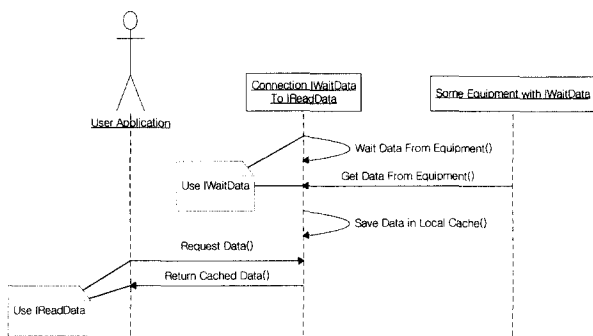 Connection IWaitData
To IReadData
Some Equipment with IWaitData
User Application
Wait Data From Equipment()
Get Data From Equipment()
Use IWaitData
Save Data in Local Cache()
Request Data()
Return Cached Data()
Use IReadData